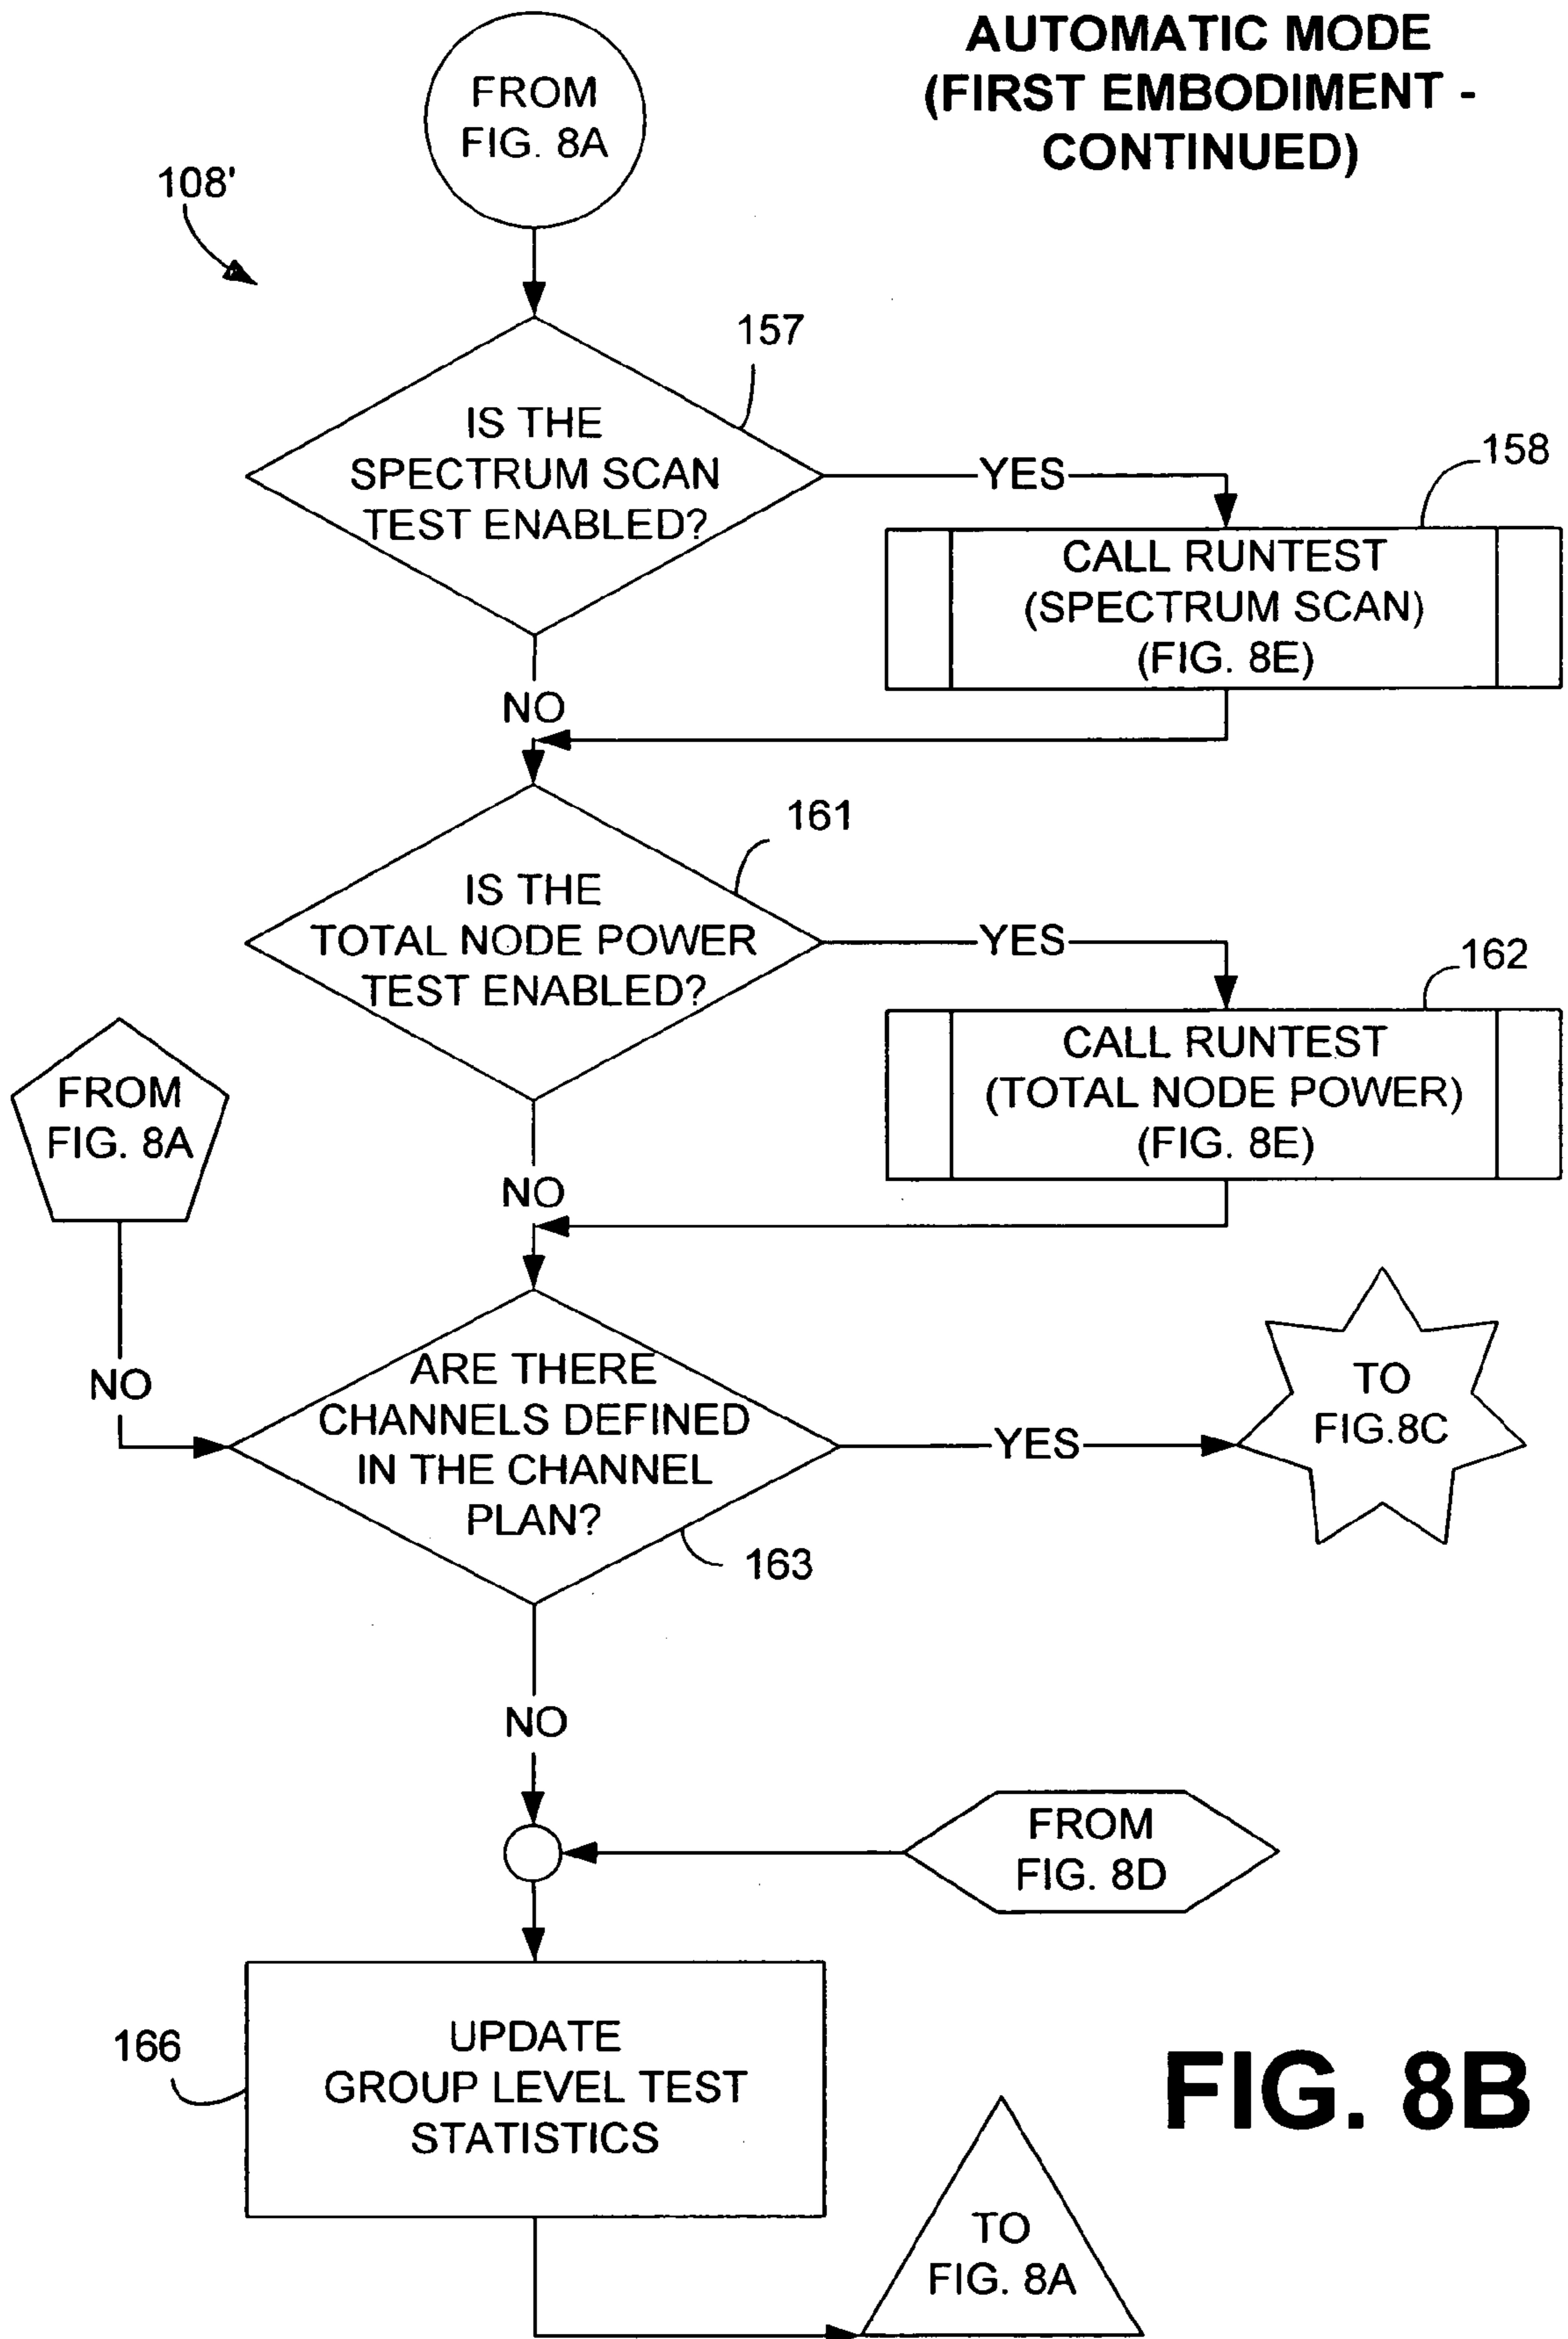 AUTOMATIC MODE
(FIRST EMBODIMENT -
CONTINUED)
FROM
FIG. 8A
108'
157
IS THE
SPECTRUM SCAN
TEST ENABLED?
YES
158
CALL RUNTEST
(SPECTRUM SCAN)
(FIG. 8E)
NO
161
IS THE
TOTAL NODE POWER
TEST ENABLED?
YES
162
CALL RUNTEST
(TOTAL NODE POWER)
(FIG. 8E)
FROM
FIG. 8A
NO
NO
ARE THERE
CHANNELS DEFINED
IN THE CHANNEL
PLAN?
YES
TO
FIG.8C
163
NO
FROM
FIG. 8D
166
UPDATE
GROUP LEVEL TEST
STATISTICS
FIG. 8B
TO
FIG. 8A